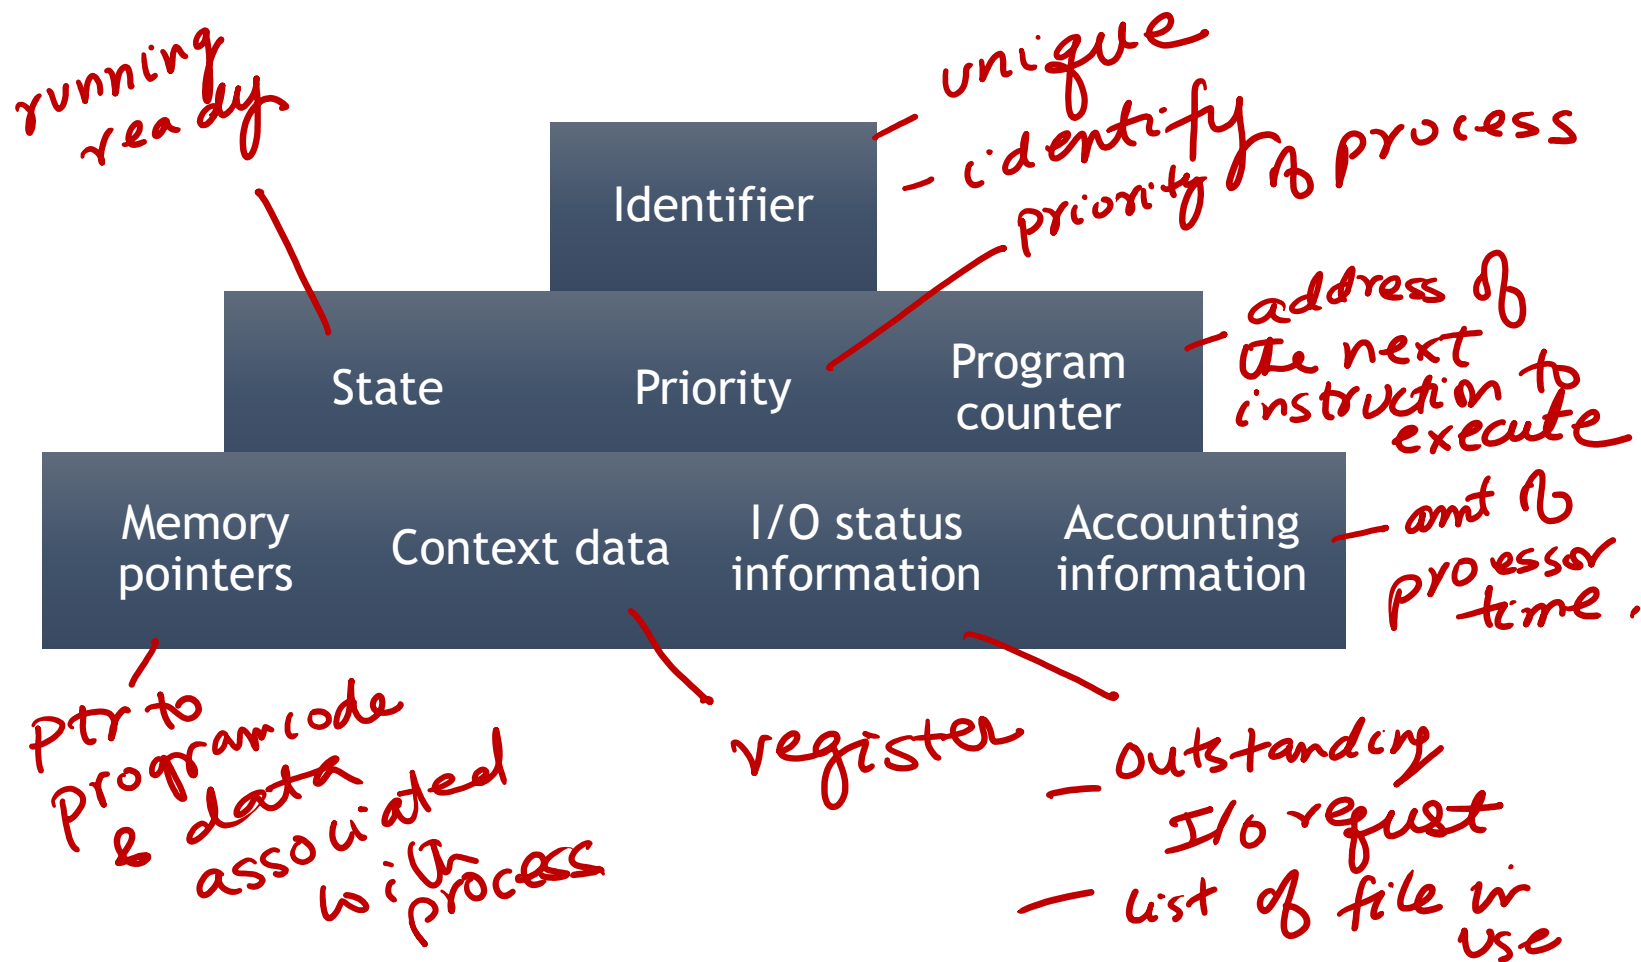 running
ready
unique
- identify
priority of process
Identifier
State
Priority
Program
counter
address of
the next
instruction to
execute
Memory
pointers
Context data
I/O status
information
Accounting
information
amt of
processor
time.
ptr to
program code
& data
associated
with
process
register
- outstanding
I/O requst
- list of file in
use